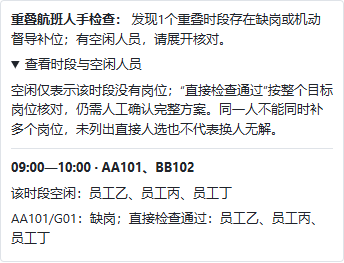 重叠航班人手检查： 发现1个重叠时段存在缺岗或机动
督导补位；有空闲人员，请展开核对。
▼ 查看时段与空闲人员
空闲仅表示该时段没有岗位；“直接检查通过”按整个目标
岗位核对，仍需人工确认完整方案。同一人不能同时补
多个岗位，未列出直接人选也不代表换人无解。
09:00—10:00 · AA101、BB102
该时段空闲：员工乙、员工丙、员工丁
AA101/G01：缺岗；直接检查通过：员工乙、员工丙、
员工丁